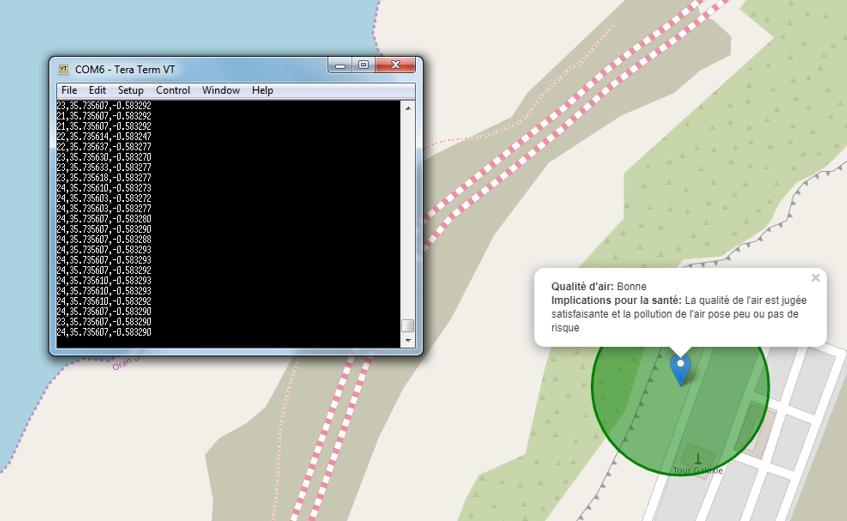 COM6 - Tera Term VT
File Edit Setup Control Window Help
23,35.735607,-0.583292
21,35.735607,-0.583292
21,35.735607,-0.583292
22,35.735614,-0.583247
22,35.735637,-0.583277
23,35.735630,-0.583270
23,35.735633,-0.583277
23,35.735618,-0.583277
24,35.735610,-0.583273
24,35.735603,-0.583272
24,35.735603,-0.583277
24,35.735607,-0.583280
24,35.735607,-0.583290
24,35.735607,-0.583288
24,35.735607,-0.583293
24,35.735607,-0.583293
24,35.735607,-0.583292
24,35.735610,-0.583293
24,35.735610,-0.583293
24,35.735610,-0.583292
24,35.735607,-0.583290
23,35.735607,-0.583290
24,35.735607,-0.583290
Qualité d'air: Bonne
Implications pour la santé: La qualité de l'air est jugée
satisfaisante et la pollution de l'air pose peu ou pas de
risque
Oran
Tour Galaxie